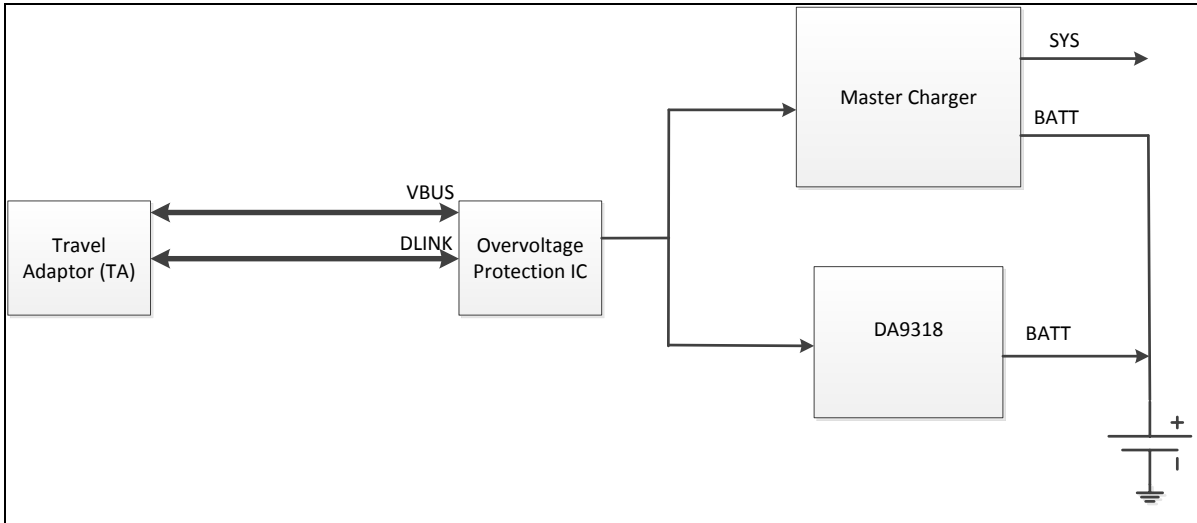 SYS
Master Charger
BATT
VBUS
Travel
Adaptor (TA)
DLINK
Overvoltage
Protection IC
DA9318
BATT
+